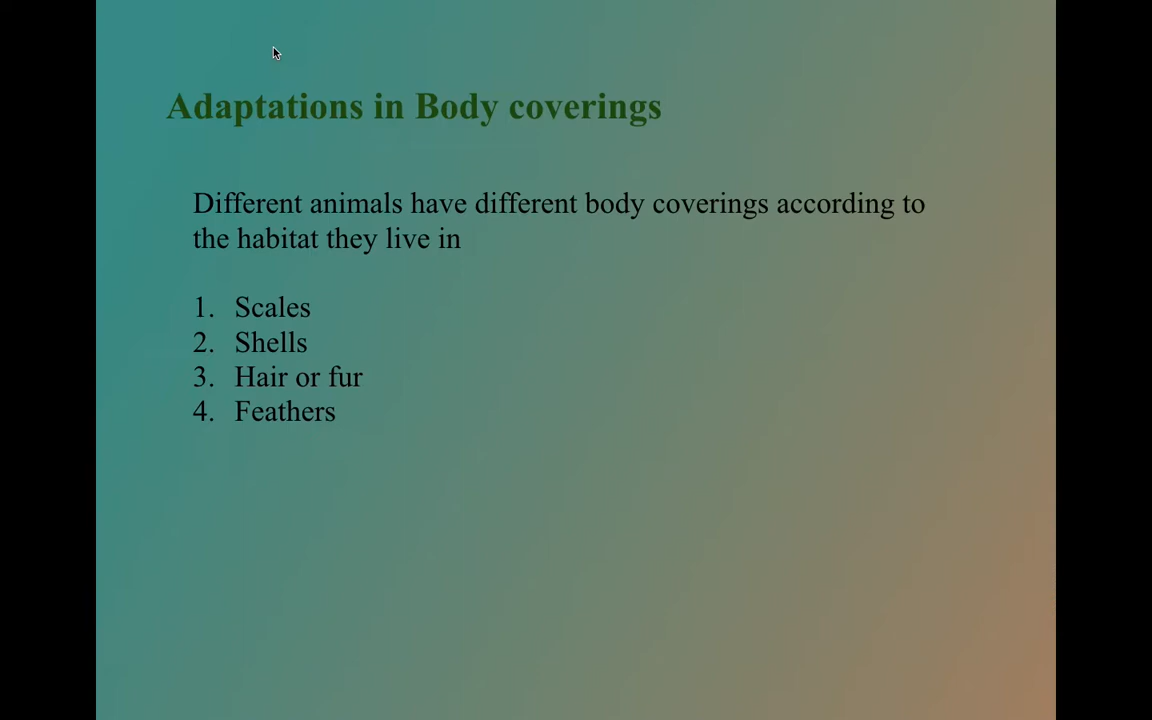 Adaptations in Body coverings
Different animals have different body coverings according to
the habitat they live in
1. Scales
2. Shells
3. Hair or fur
4. Feathers